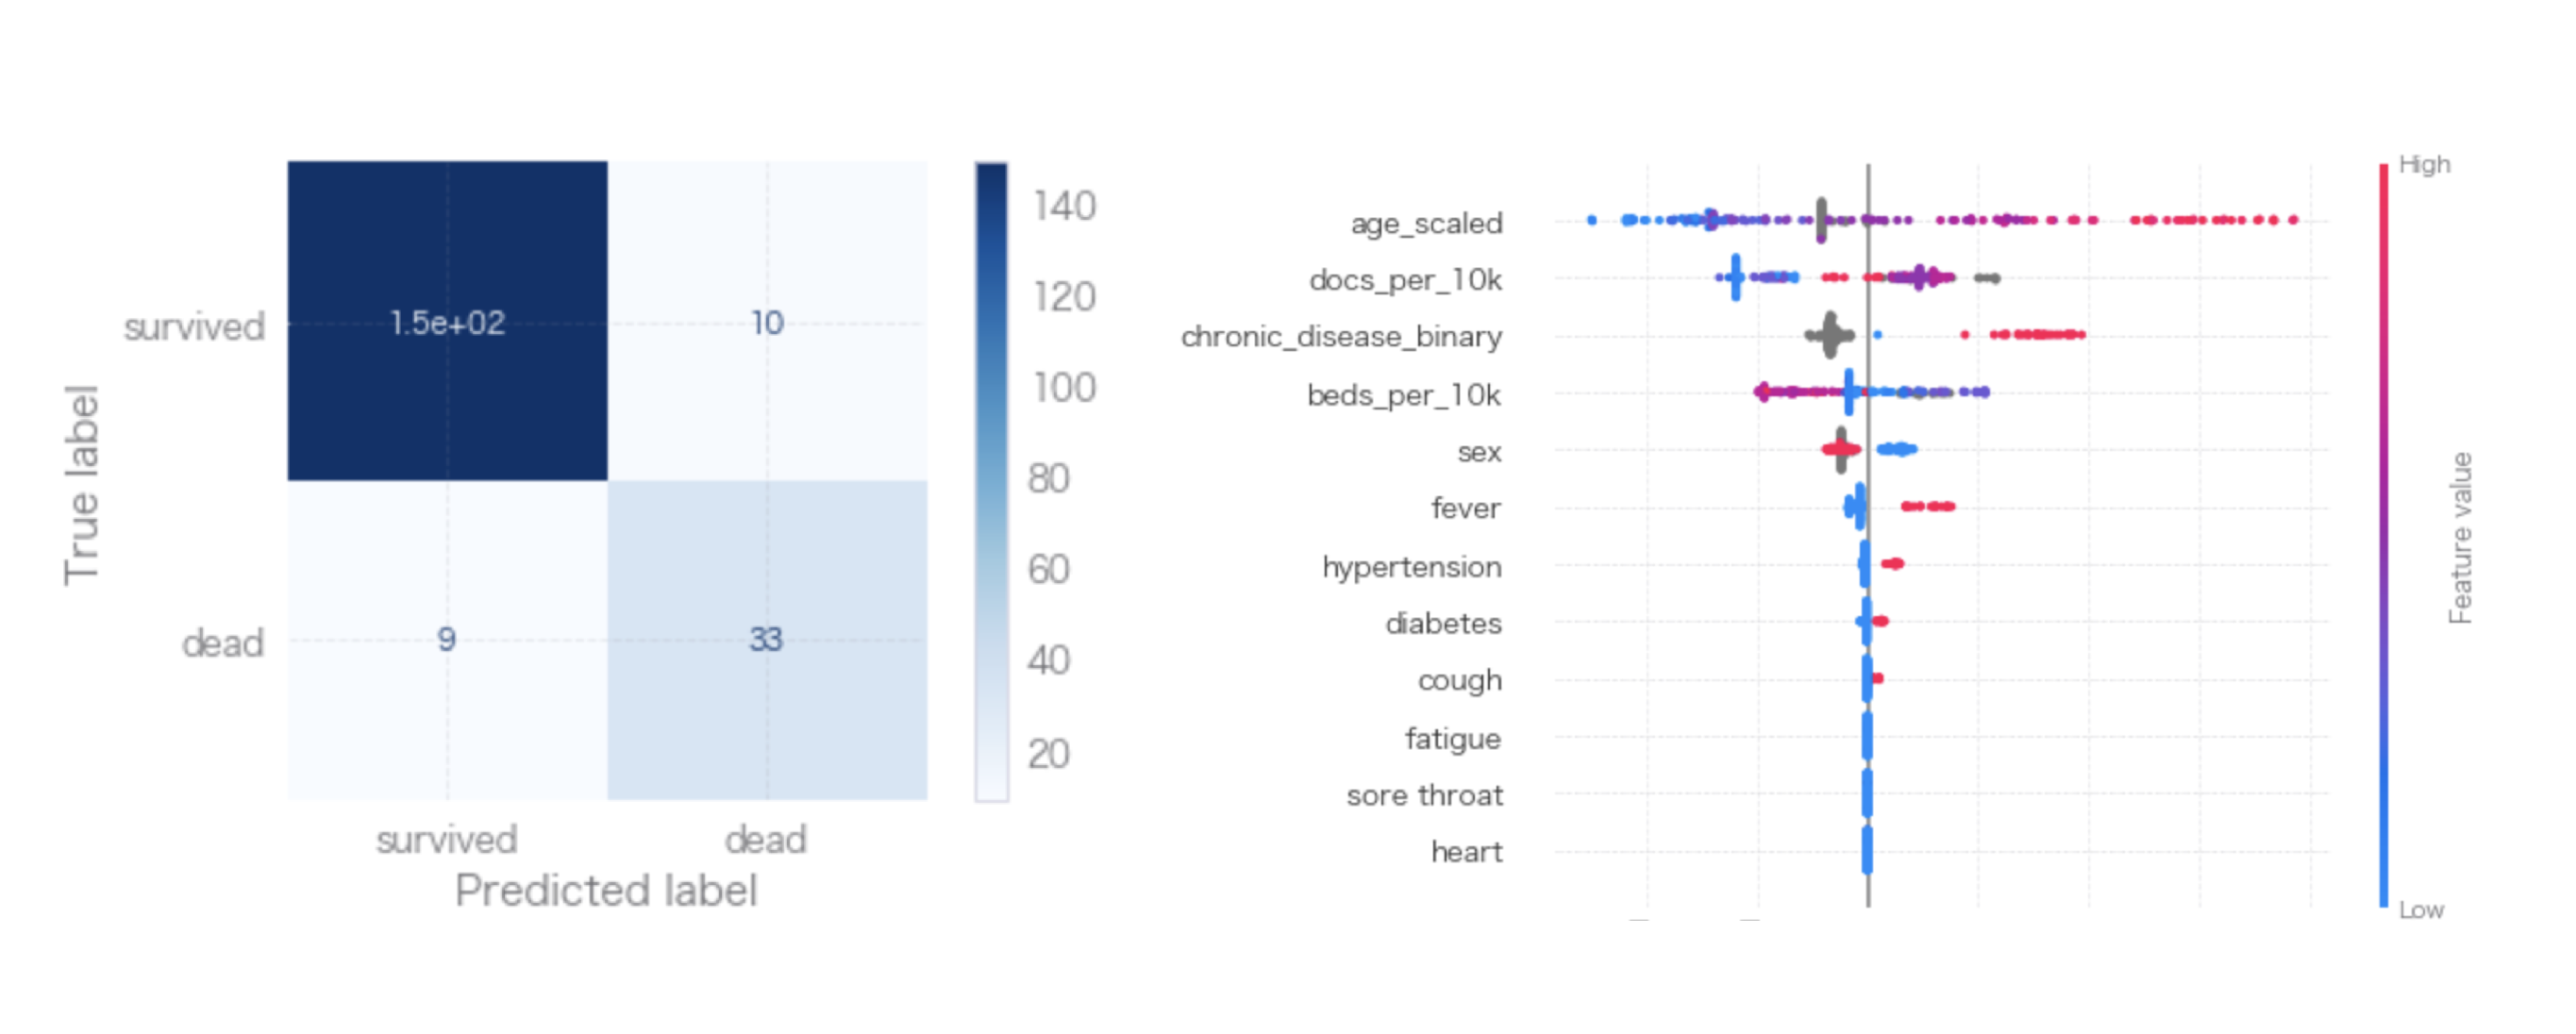 True label
survived
dead
1.5e+02
10
9
33
survived
dead
Predicted label
140
120
100
80
60
40
20
age_scaled
docs_per_10k
chronic_disease_binary
beds_per_10k
sex
fever
hypertension
diabetes
cough
fatigue
sore throat
heart
High
Feature value
Low